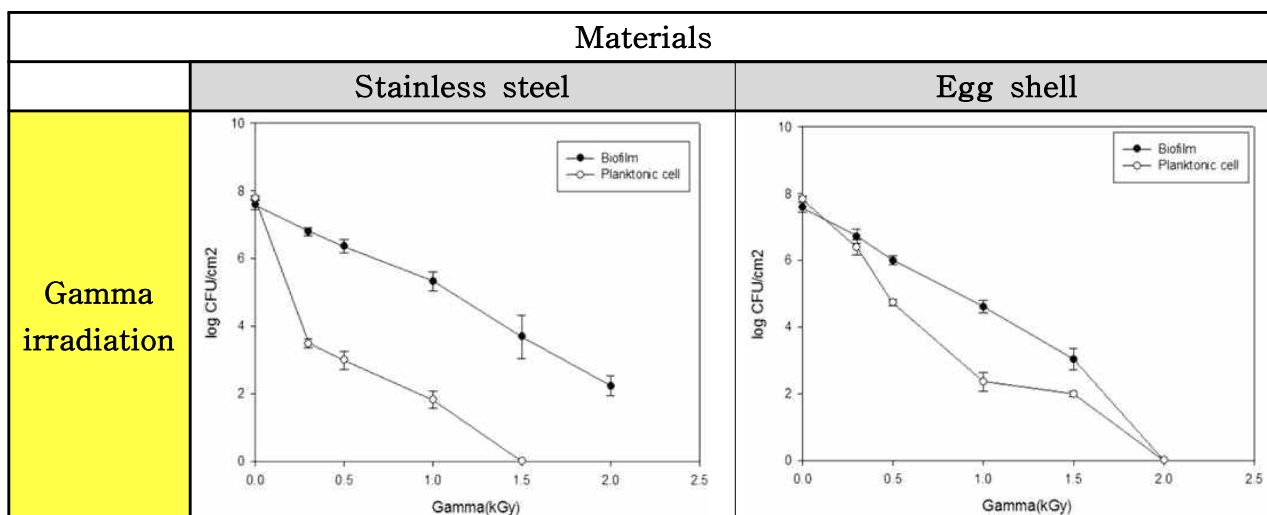 Materials
Stainless steel
Egg shell
Gamma
irradiation
10
8
6
4
2
0
log CFU/cm2
Biofilm
Planktonic cell
0.0 0.5 1.0 1.5 2.0 2.5
Gamma(kGy)
10
8
6
4
2
0
log CFU/cm2
Biofilm
Planktonic cell
0.0 0.5 1.0 1.5 2.0 2.5
Gamma(kGy)